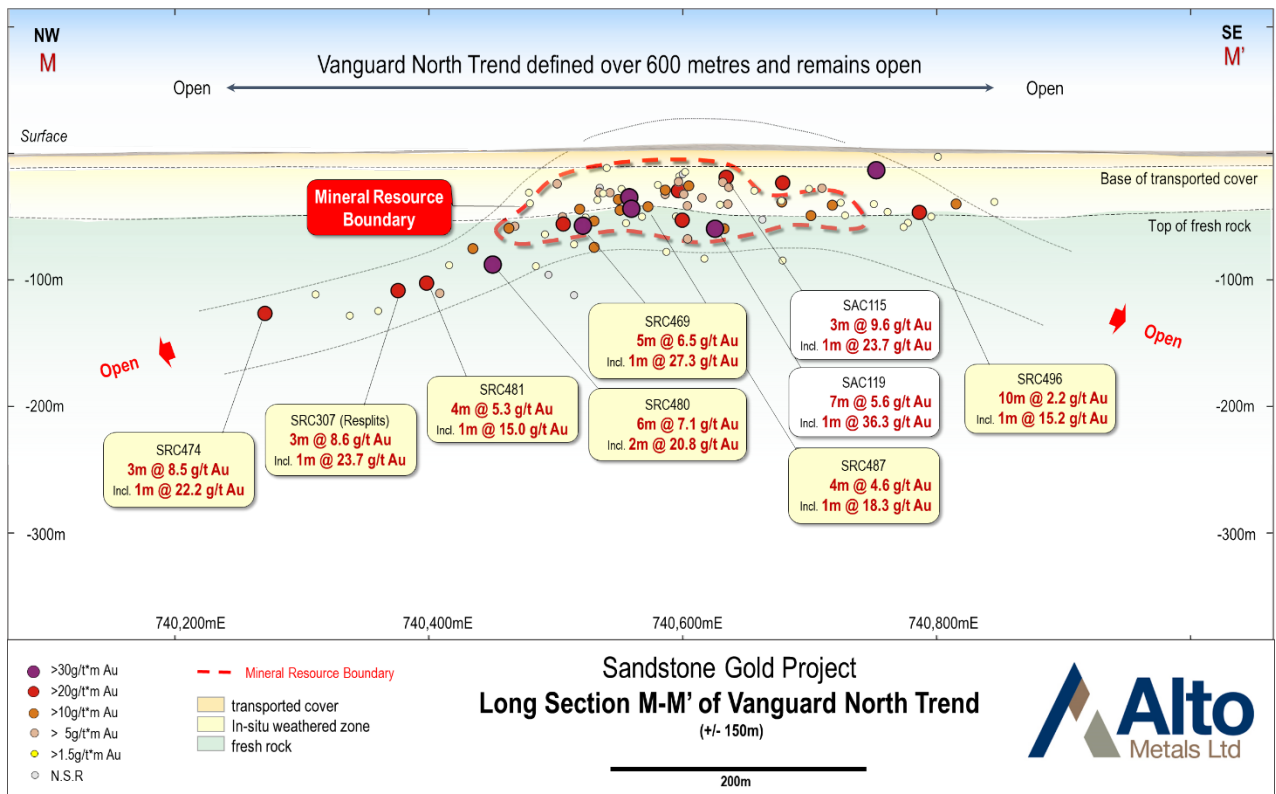 NW
M
SE
M'
Vanguard North Trend defined over 600 metres and remains open
Open
Open
Surface
Mineral Resource
Boundary
Base of transported cover
Top of fresh rock
-100m
-100m
Open
Open
-200m
-200m
-300m
-300m
SRC474
3m @ 8.5 g/t Au
Incl. 1m @ 22.2 g/t Au
SRC307 (Resplits)
3m @ 8.6 g/t Au
Incl. 1m @ 23.7 g/t Au
SRC481
4m @ 5.3 g/t Au
Incl. 1m @ 15.0 g/t Au
SRC469
5m @ 6.5 g/t Au
Incl. 1m @ 27.3 g/t Au
SRC480
6m @ 7.1 g/t Au
Incl. 2m @ 20.8 g/t Au
SAC115
3m @ 9.6 g/t Au
Incl. 1m @ 23.7 g/t Au
SAC119
7m @ 5.6 g/t Au
Incl. 1m @ 36.3 g/t Au
SRC487
4m @ 4.6 g/t Au
Incl. 1m @ 18.3 g/t Au
SRC496
10m @ 2.2 g/t Au
Incl. 1m @ 15.2 g/t Au
740,200mE
740,400mE
740,600mE
740,800mE
>30g/t*m Au
>20g/t*m Au
>10g/t*m Au
> 5g/t*m Au
>1.5g/t*m Au
N.S.R
Mineral Resource Boundary
transported cover
In-situ weathered zone
fresh rock
Sandstone Gold Project
Long Section M-M' of Vanguard North Trend
(+/- 150m)
200m
Alto
Metals Ltd